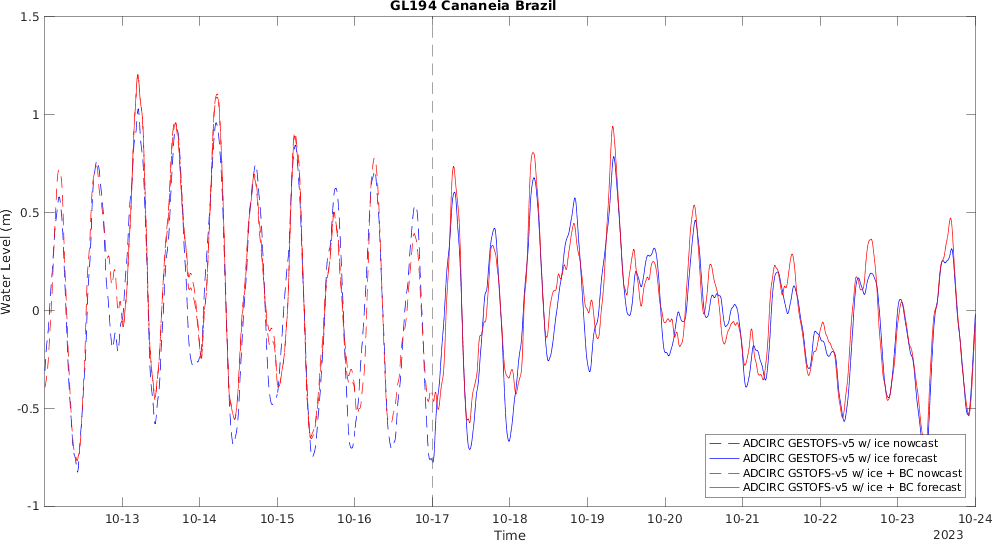 GL194 Cananeia Brazil
1.5
1
0.5
0
-0.5
-1
Water Level (m)
10-13 10-14 10-15 10-16 10-17 10-18 10-19 10-20 10-21 10-22 10-23 10-24
Time
2023
ADCIRC GESTOFS-v5 w/ ice nowcast
ADCIRC GESTOFS-v5 w/ ice forecast
ADCIRC GSTOFS-v5 w/ ice + BC nowcast
ADCIRC GSTOFS-v5 w/ ice + BC forecast